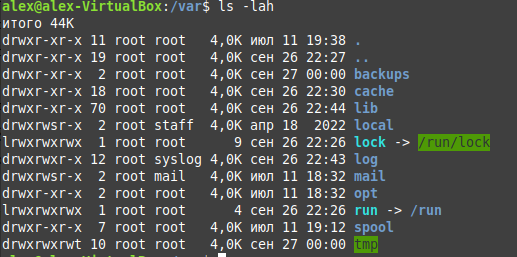 alex@alex-VirtualBox:/var$ ls -lah
итого 44K
drwxr-xr-x 11 root root   4,0K июл 11 19:38 .
drwxr-xr-x 19 root root   4,0K сен 26 22:27 ..
drwxr-xr-x  2 root root   4,0K сен 27 00:00 backups
drwxr-xr-x 18 root root   4,0K сен 26 22:30 cache
drwxr-xr-x 70 root root   4,0K сен 26 22:44 lib
drwxrwsr-x  2 root staff  4,0K апр 18  2022 local
lrwxrwxrwx  1 root root      9 сен 26 22:26 lock -> /run/lock
drwxrwxr-x 12 root syslog 4,0K сен 26 22:43 log
drwxrwsr-x  2 root mail   4,0K июл 11 18:32 mail
drwxr-xr-x  2 root root   4,0K июл 11 18:32 opt
lrwxrwxrwx  1 root root      4 сен 26 22:26 run -> /run
drwxr-xr-x  7 root root   4,0K июл 11 19:12 spool
drwxrwxrwt 10 root root   4,0K сен 27 00:00 tmp